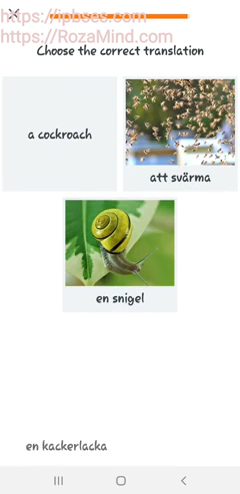 https://ipbses.com
https://RozaMind.com
Choose the correct translation
a cockroach
att svärma
en snigel
en kackerlacka